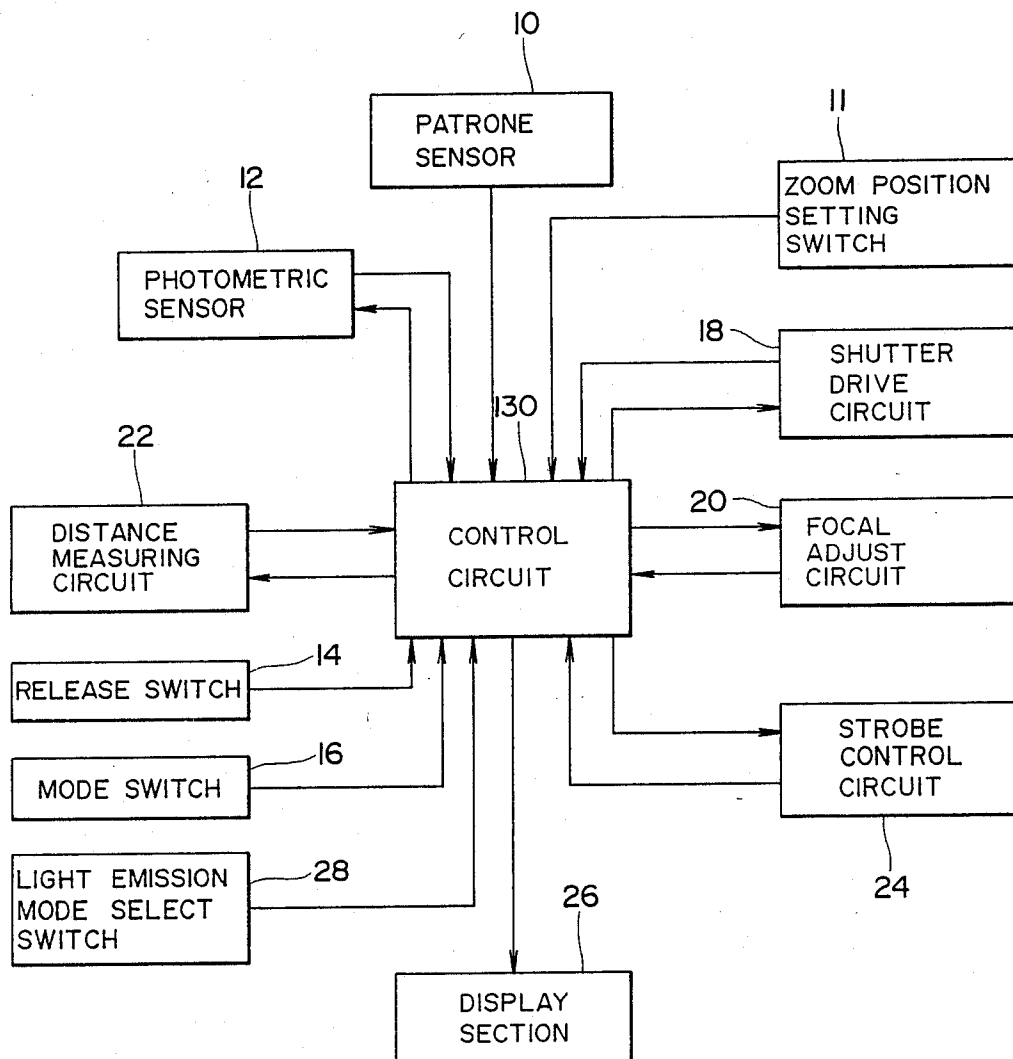 10
PATRONE
SENSOR
11
ZOOM POSITION
SETTING
SWITCH
12
PHOTOMETRIC
SENSOR
18
SHUTTER
DRIVE
CIRCUIT
130
CONTROL
CIRCUIT
22
DISTANCE
MEASURING
CIRCUIT
20
FOCAL
ADJUST
CIRCUIT
14
RELEASE SWITCH
16
MODE SWITCH
28
LIGHT EMISSION
MODE SELECT
SWITCH
STROBE
CONTROL
CIRCUIT
24
26
DISPLAY
SECTION